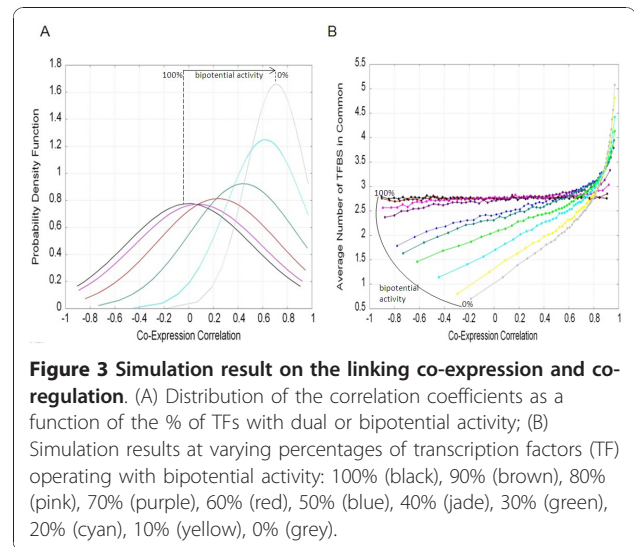 A
B
Probability Density Function
1.8
1.6
1.4
1.2
1
0.8
0.6
0.4
0.2
0
100% bipotential activity 0%
-1 -0.8 -0.6 -0.4 -0.2 0 0.2 0.4 0.6 0.8 1
Co-Expression Correlation
Average Number of TFBS in Common
5.5
5
4.5
4
3.5
3
2.5
2
1.5
1
0.5
100%
bipotential
activity
0%
-1 -0.8 -0.6 -0.4 -0.2 0 0.2 0.4 0.6 0.8 1
Co-Expression Correlation
Figure 3 Simulation result on the linking co-expression and co-
regulation. (A) Distribution of the correlation coefficients as a
function of the % of TFs with dual or bipotential activity; (B)
Simulation results at varying percentages of transcription factors (TF)
operating with bipotential activity: 100% (black), 90% (brown), 80%
(pink), 70% (purple), 60% (red), 50% (blue), 40% (jade), 30% (green),
20% (cyan), 10% (yellow), 0% (grey).